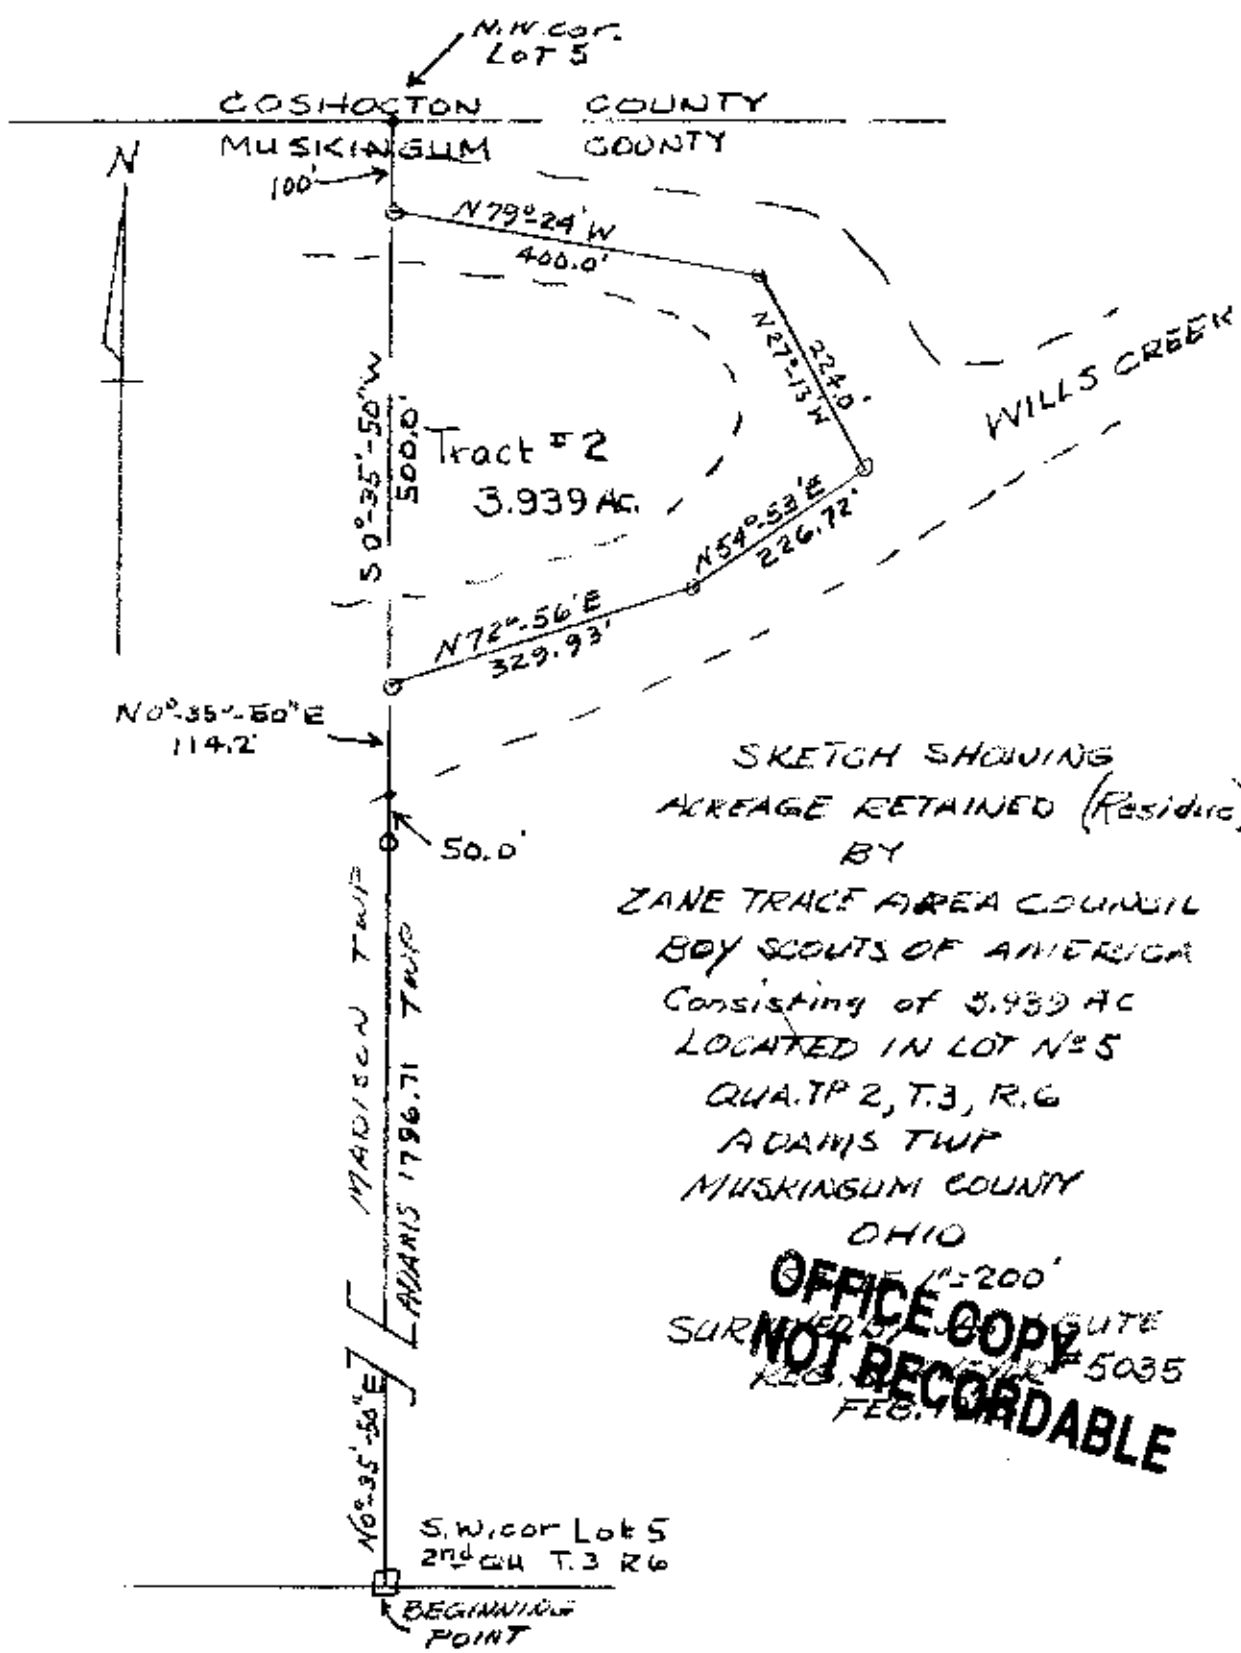 N.W. cor.
LOT 5
COSHOCTON COUNTY
MUSKINGUM COUNTY
N
100'
N79°-24' W
400.0'
N27°-13' W
224.0'
WILLS CREEK
S0°-35'-50"W
500.0'
Tract #2
3.939 Ac.
N54°-53'E
226.72'
N72°-56'E
329.93'
N0°-35'-50"E
114.2'
50.0'
MADISON TWP
ADAMS 1796.71 TWP
N0°-35'-50"E
S.W. cor Lot 5
2nd QU T.3 R6
BEGINNING
POINT
SKETCH SHOWING
ACREAGE RETAINED (Residue)
BY
ZANE TRACE AREA COUNCIL
BOY SCOUTS OF AMERICA
Consisting of 3.939 AC
LOCATED IN LOT Nº 5
QUA.TP 2, T.3, R.6
ADAMS TWP
MUSKINGUM COUNTY
OHIO
1"=200'
GUTE
#5035
FEB.
OFFICE COPY
NOT RECORDABLE